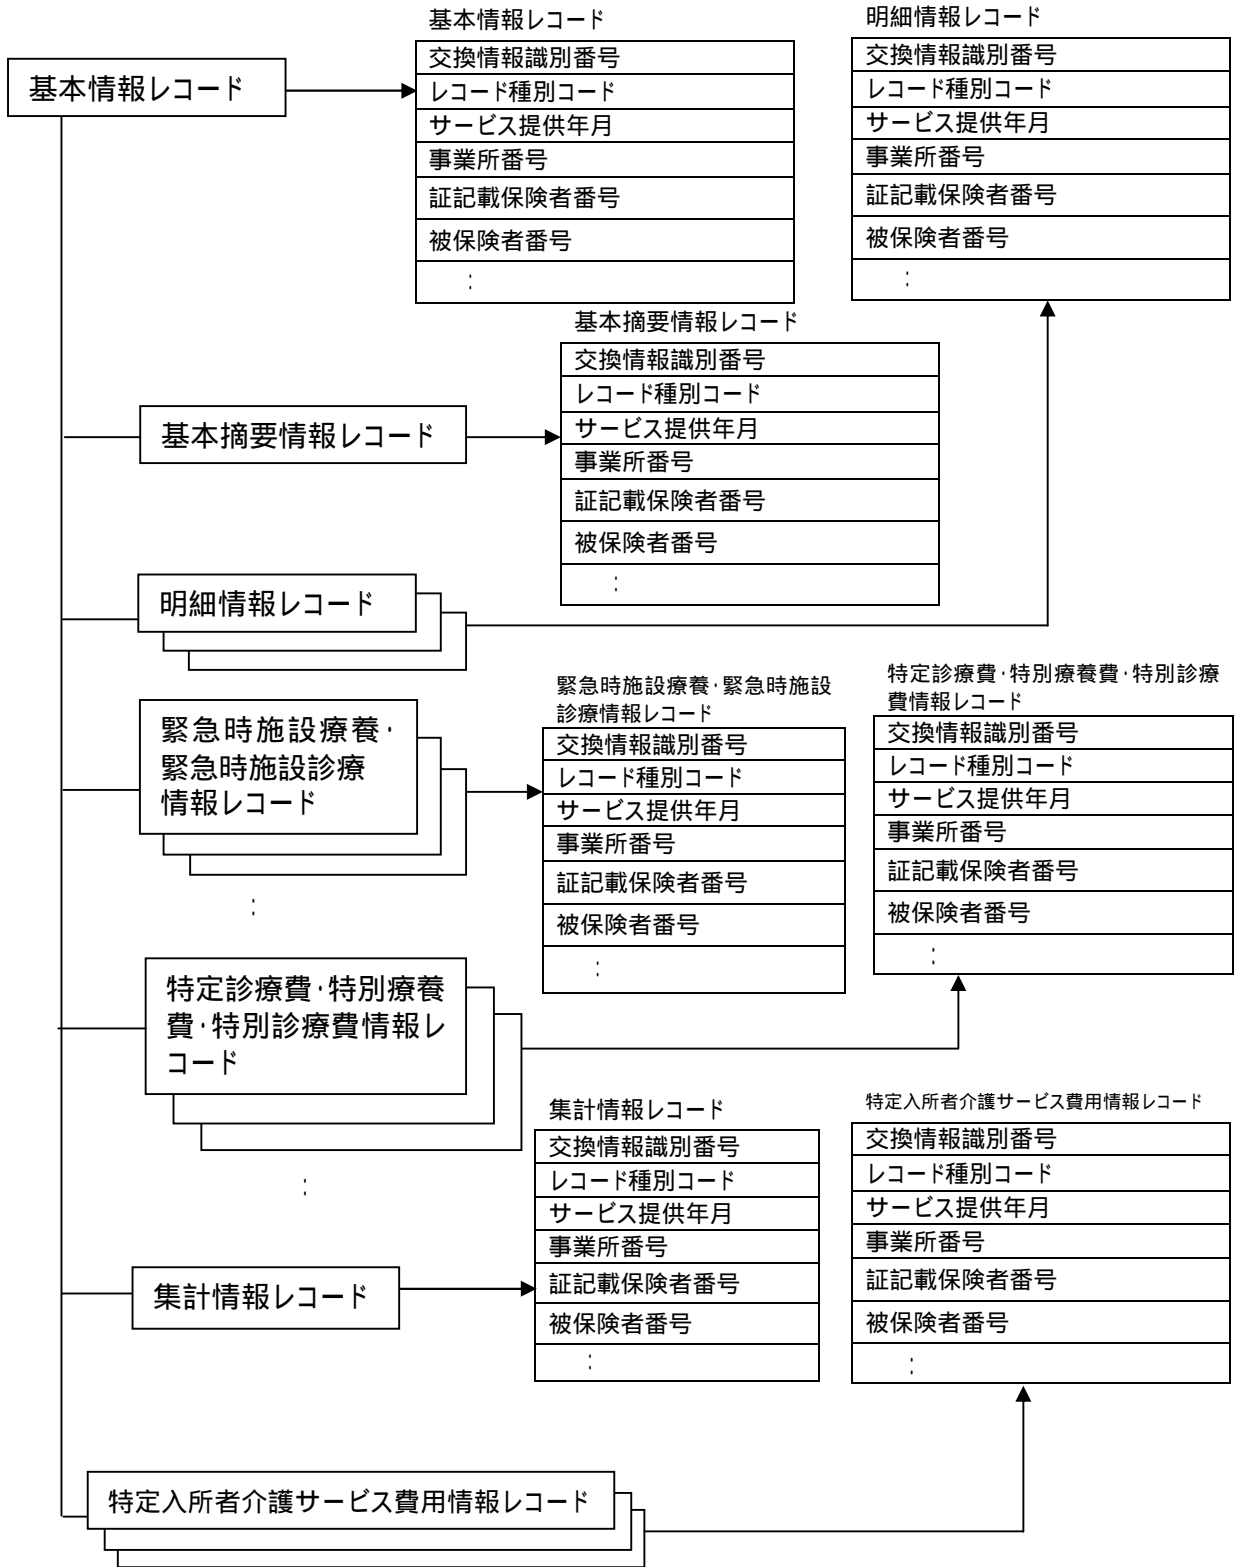 基本情報レコード
基本情報レコード
交換情報識別番号
レコード種別コード
サービス提供年月
事業所番号
証記載保険者番号
被保険者番号
:
明細情報レコード
交換情報識別番号
レコード種別コード
サービス提供年月
事業所番号
証記載保険者番号
被保険者番号
:
基本摘要情報レコード
基本摘要情報レコード
交換情報識別番号
レコード種別コード
サービス提供年月
事業所番号
証記載保険者番号
被保険者番号
:
明細情報レコード
緊急時施設療養・
緊急時施設診療
情報レコード
:
緊急時施設療養・緊急時施設
診療情報レコード
交換情報識別番号
レコード種別コード
サービス提供年月
事業所番号
証記載保険者番号
被保険者番号
:
特定診療費・特別療養費・特別診療
費情報レコード
交換情報識別番号
レコード種別コード
サービス提供年月
事業所番号
証記載保険者番号
被保険者番号
:
特定診療費・特別療養
費・特別診療費情報レ
コード
:
集計情報レコード
集計情報レコード
交換情報識別番号
レコード種別コード
サービス提供年月
事業所番号
証記載保険者番号
被保険者番号
:
特定入所者介護サービス費用情報レコード
交換情報識別番号
レコード種別コード
サービス提供年月
事業所番号
証記載保険者番号
被保険者番号
:
特定入所者介護サービス費用情報レコード